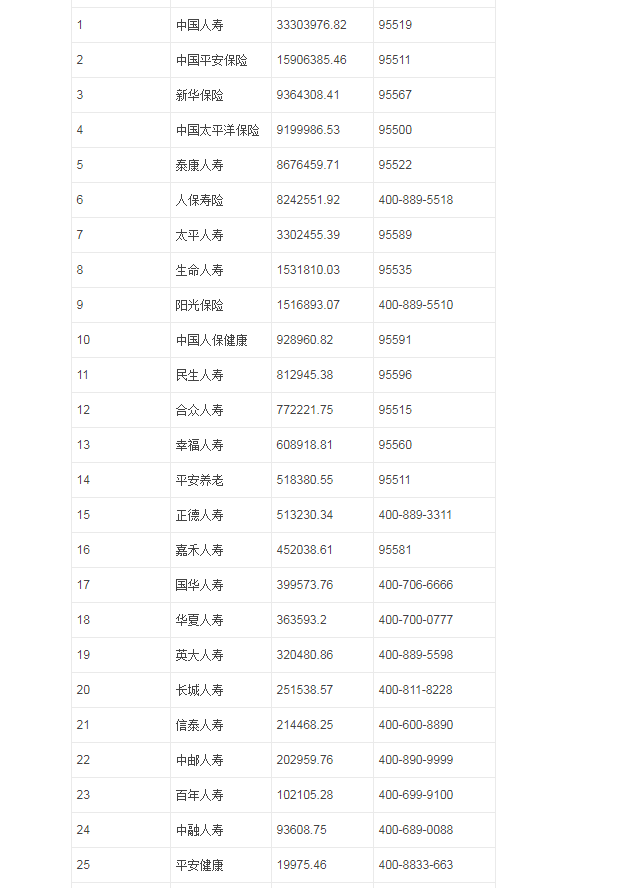 1 中国人寿 33303976.82 95519
2 中国平安保险 15906385.46 95511
3 新华保险 9364308.41 95567
4 中国太平洋保险 9199986.53 95500
5 泰康人寿 8676459.71 95522
6 人保寿险 8242551.92 400-889-5518
7 太平人寿 3302455.39 95589
8 生命人寿 1531810.03 95535
9 阳光保险 1516893.07 400-889-5510
10 中国人保健康 928960.82 95591
11 民生人寿 812945.38 95596
12 合众人寿 772221.75 95515
13 幸福人寿 608918.81 95560
14 平安养老 518380.55 95511
15 正德人寿 513230.34 400-889-3311
16 嘉禾人寿 452038.61 95581
17 国华人寿 399573.76 400-706-6666
18 华夏人寿 363593.2 400-700-0777
19 英大人寿 320480.86 400-889-5598
20 长城人寿 251538.57 400-811-8228
21 信泰人寿 214468.25 400-600-8890
22 中邮人寿 202959.76 400-890-9999
23 百年人寿 102105.28 400-699-9100
24 中融人寿 93608.75 400-689-0088
25 平安健康 19975.46 400-8833-663